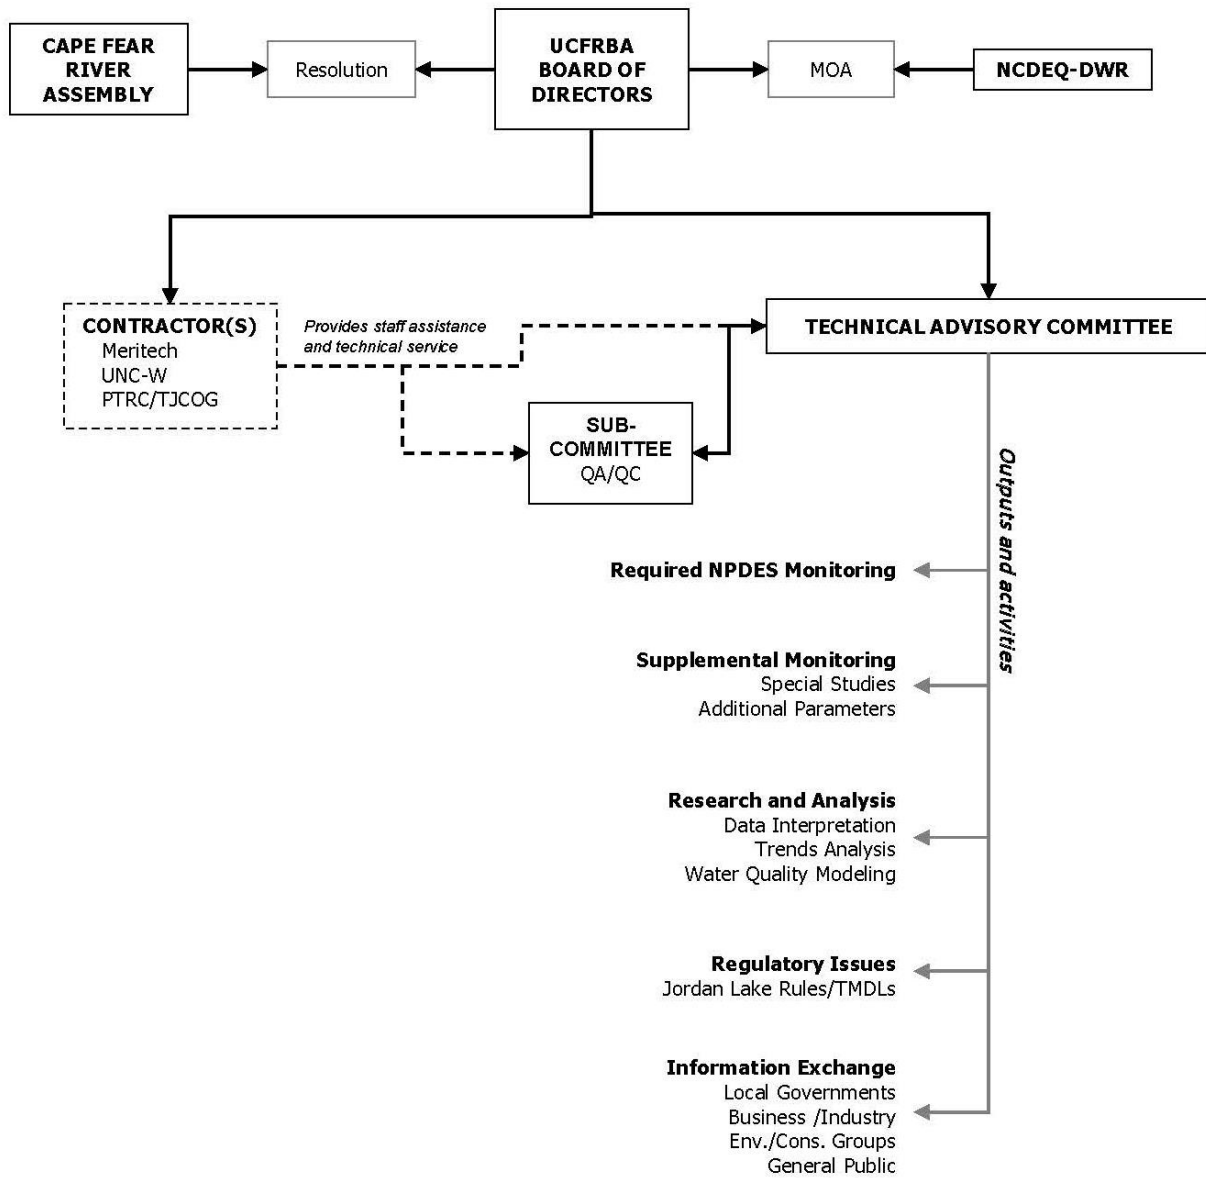 CAPE FEAR
RIVER
ASSEMBLY
Resolution
UCFRBA
BOARD OF
DIRECTORS
MOA
NCDEQ-DWR
CONTRACTOR(S)
Meritech
UNC-W
PTRC/TJCOG
Provides staff assistance
and technical service
TECHNICAL ADVISORY COMMITTEE
SUB-
COMMITTEE
QA/QC
Outputs and activities
Required NPDES Monitoring
Supplemental Monitoring
Special Studies
Additional Parameters
Research and Analysis
Data Interpretation
Trends Analysis
Water Quality Modeling
Regulatory Issues
Jordan Lake Rules/TMDLs
Information Exchange
Local Governments
Business /Industry
Env./Cons. Groups
General Public